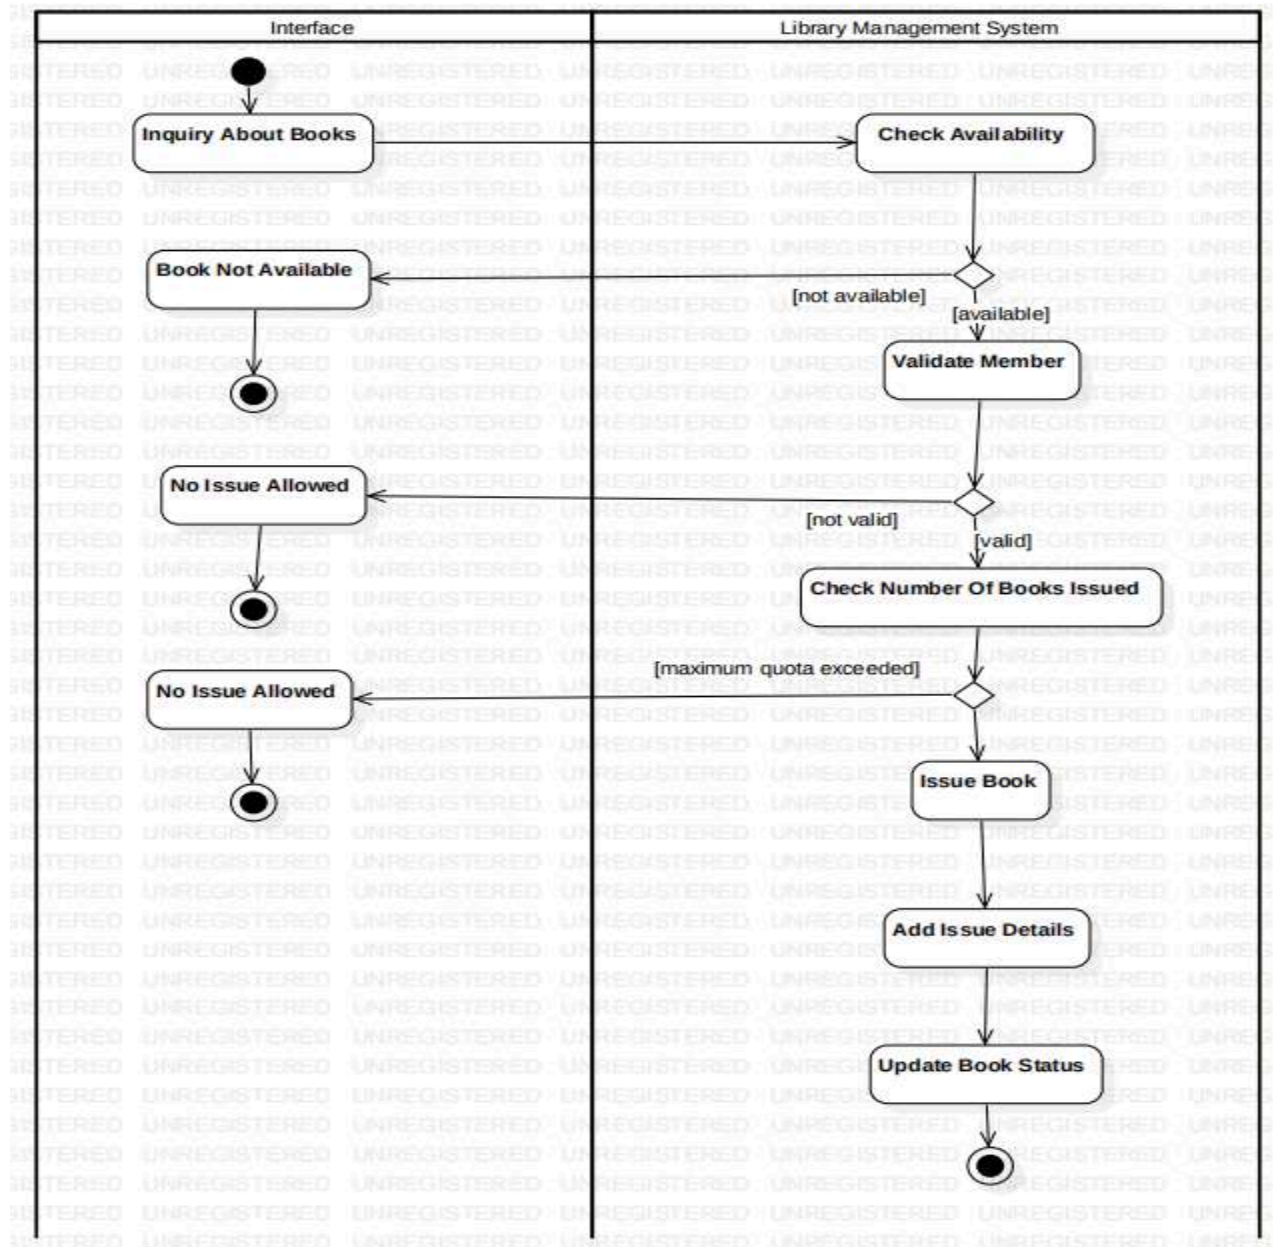 Interface
Library Management System
Inquiry About Books
Check Availability
Book Not Available
[not available]
[available]
Validate Member
No Issue Allowed
[not valid]
[valid]
Check Number Of Books Issued
[maximum quota exceeded]
No Issue Allowed
Issue Book
Add Issue Details
Update Book Status
UNREGISTERED